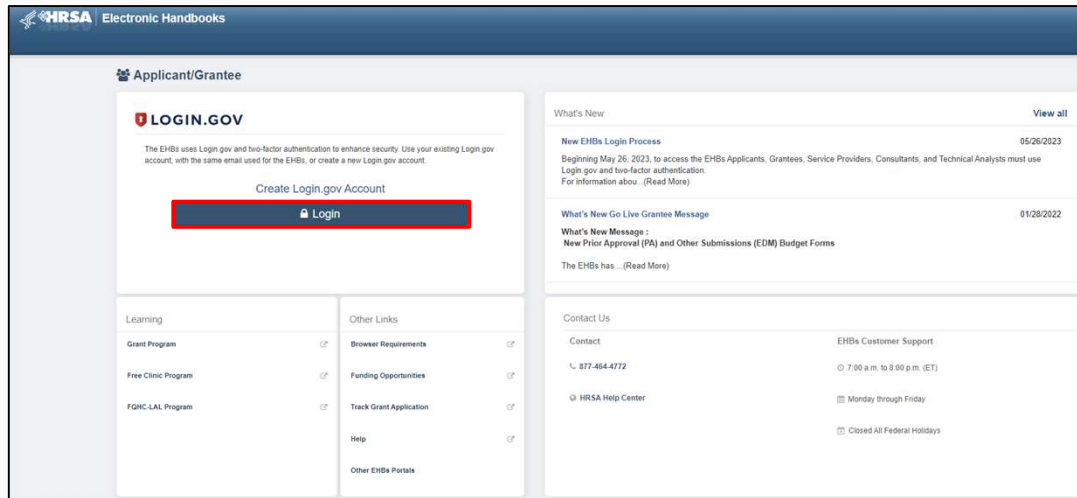 HRSA Electronic Handbooks
Applicant/Grantee
LOGIN.GOV
The EHBs uses Login.gov and two-factor authentication to enhance security. Use your existing Login.gov
account, with the same email used for the EHBs, or create a new Login.gov account.
Create Login.gov Account
Login
What's New View all
New EHBs Login Process 05/26/2023
Beginning May 26, 2023, to access the EHBs Applicants, Grantees, Service Providers, Consultants, and Technical Analysts must use
Login.gov and two-factor authentication.
For information abou...(Read More)
What's New Go Live Grantee Message 01/28/2022
What's New Message :
New Prior Approval (PA) and Other Submissions (EDM) Budget Forms
The EHBs has ...(Read More)
Learning
Grant Program
Free Clinic Program
FQHC-LAL Program
Other Links
Browser Requirements
Funding Opportunities
Track Grant Application
Help
Other EHBs Portals
Contact Us
Contact EHBs Customer Support
877-464-4772 7:00 a.m. to 8:00 p.m. (ET)
HRSA Help Center Monday through Friday
Closed All Federal Holidays